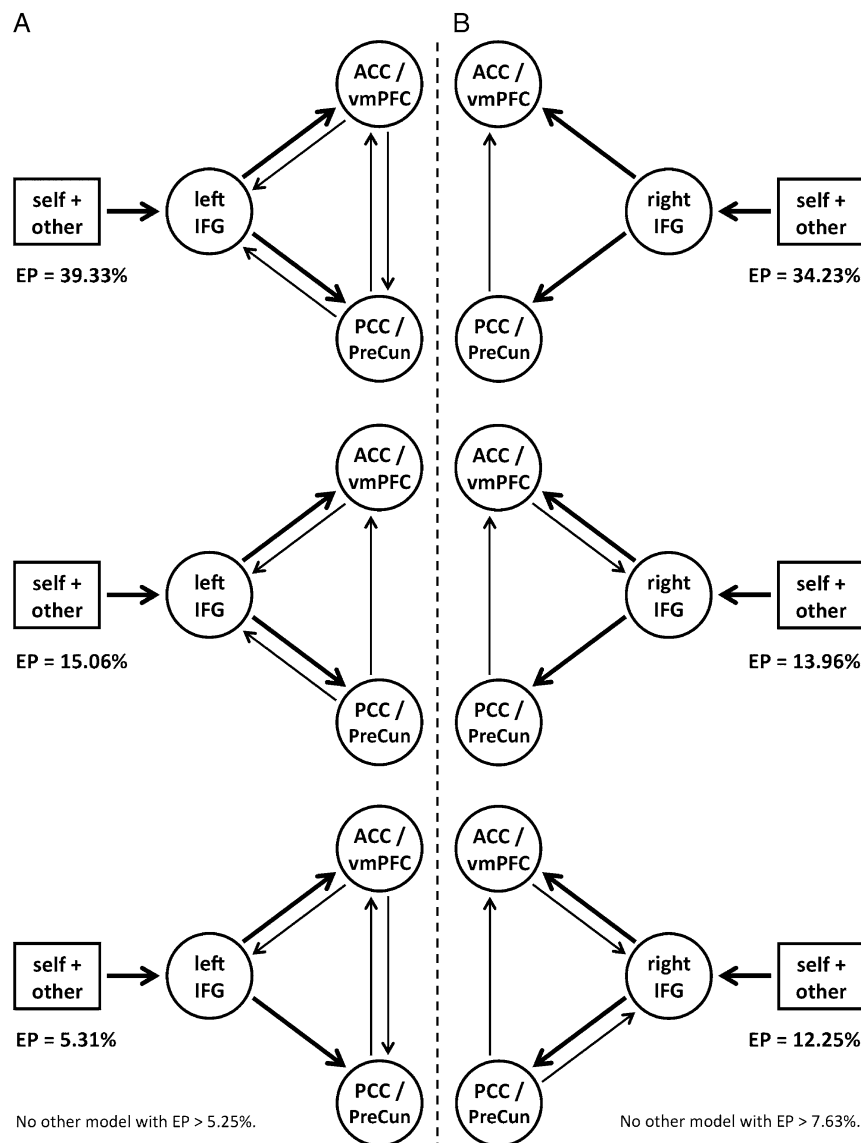 A
B
ACC /
vmPFC
ACC /
vmPFC
self +
other
left
IFG
right
IFG
self +
other
EP = 39.33%
EP = 34.23%
PCC /
PreCun
PCC /
PreCun
ACC /
vmPFC
ACC /
vmPFC
self +
other
left
IFG
right
IFG
self +
other
EP = 15.06%
EP = 13.96%
PCC /
PreCun
PCC /
PreCun
ACC /
vmPFC
ACC /
vmPFC
self +
other
left
IFG
right
IFG
self +
other
EP = 5.31%
EP = 12.25%
PCC /
PreCun
PCC /
PreCun
No other model with EP > 5.25%.
No other model with EP > 7.63%.